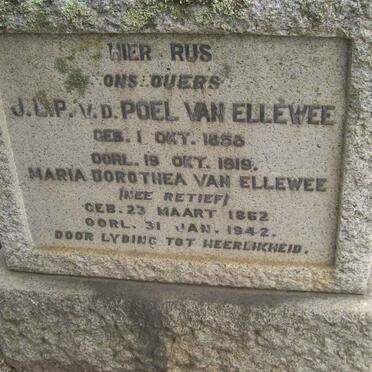 HIER RUS
ONS OUERS
J.L.P. V.D. POEL VAN ELLEWEE
GEB. 1 OKT. 1858
OORL. 19 OKT. 1919.
MARIA DOROTHEA VAN ELLEWEE
(NEE RETIEF)
GEB. 23 MAART 1862
OORL. 31 JAN. 1942.
DOOR LYDING TOT HEERLIKHEID.